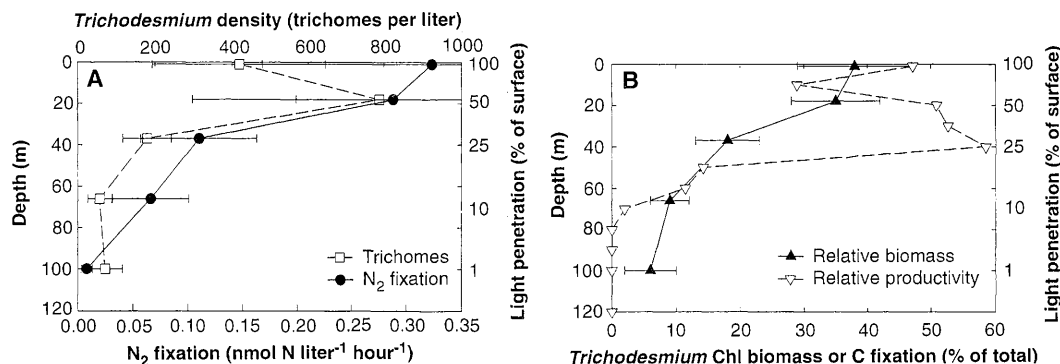 Trichodesmium density (trichomes per liter)
0 200 400 600 800 1000
A
0 20 40 60 80 100 120
Depth (m)
100 50 25 10 1
Light penetration (% of surface)
Trichomes
N2 fixation
0.00 0.05 0.10 0.15 0.20 0.25 0.30 0.35
N2 fixation (nmol N liter-1 hour-1)
B
0 20 40 60 80 100 120
Depth (m)
100 50 25 10 1
Light penetration (% of surface)
Relative biomass
Relative productivity
0 10 20 30 40 50 60
Trichodesmium Chl biomass or C fixation (% of total)